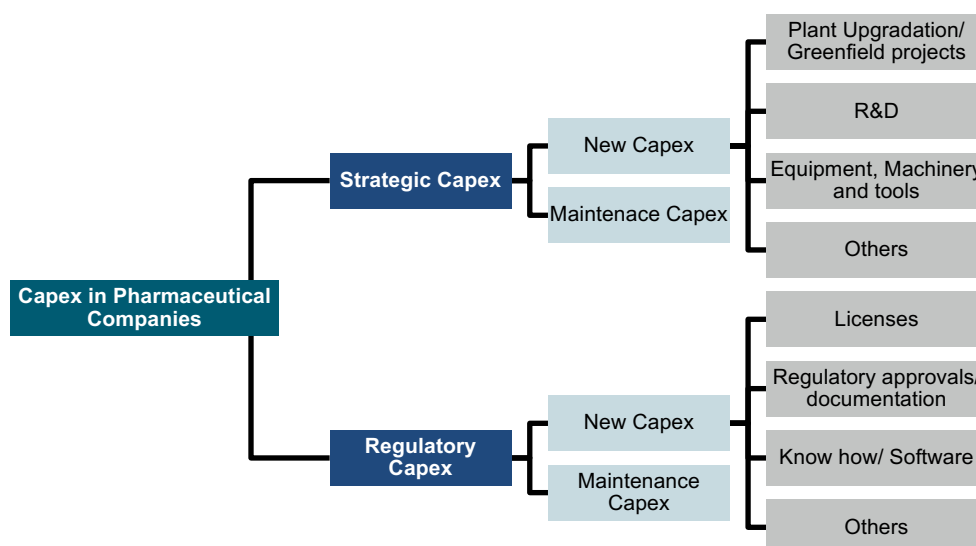 Capex in Pharmaceutical
Companies
Strategic Capex
New Capex
Plant Upgradation/
Greenfield projects
R&D
Equipment, Machinery
and tools
Others
Maintenace Capex
Regulatory
Capex
New Capex
Licenses
Regulatory approvals/
documentation
Know how/ Software
Others
Maintenance
Capex